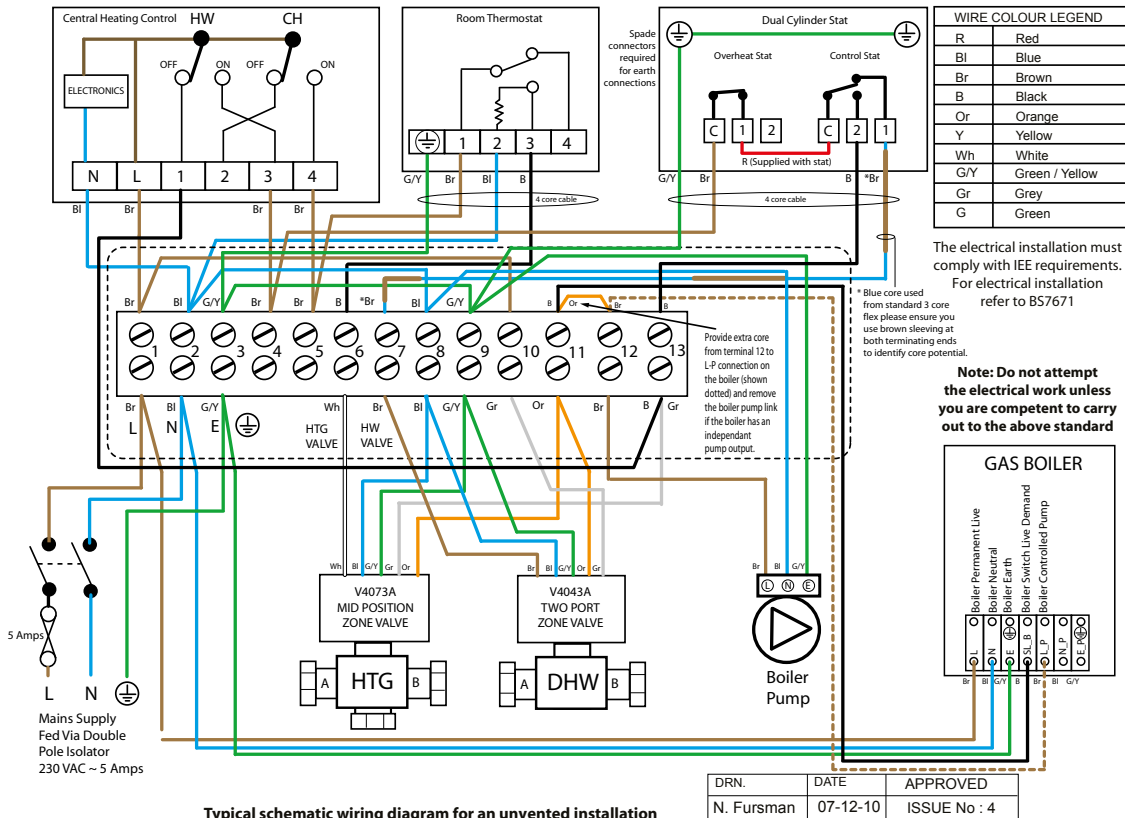 Central Heating Control
HW
CH
OFF
ON
OFF
ON
ELECTRONICS
N
L
1
2
3
4
Bl
Br
Br
Br
Room Thermostat
1
2
3
4
G/Y
Br
Bl
B
4 core cable
Spade
connectors
required
for earth
connections
Dual Cylinder Stat
Overheat Stat
Control Stat
C
1
2
C
2
1
R (Supplied with stat)
G/Y
Br
B
*Br
4 core cable
WIRE COLOUR LEGEND
R Red
Bl Blue
Br Brown
B Black
Or Orange
Y Yellow
Wh White
G/Y Green / Yellow
Gr Grey
G Green
The electrical installation must
comply with IEE requirements.
For electrical installation
refer to BS7671
* Blue core used
from standard 3 core
flex please ensure you
use brown sleeving at
both terminating ends
to identify core potential.
Note: Do not attempt
the electrical work unless
you are competent to carry
out to the above standard
Br
Bl
G/Y
Br
Br
B
*Br
Bl
G/Y
B
Or
Br
B
1
2
3
4
5
6
7
8
9
10
11
12
13
Provide extra core
from terminal 12 to
L-P connection on
the boiler (shown
dotted) and remove
the boiler pump link
if the boiler has an
independant
pump output.
Br
Bl
G/Y
Wh
Br
Bl
G/Y
Gr
Or
Br
B
Gr
L
N
E
HTG
VALVE
HW
VALVE
5 Amps
L
N
Mains Supply
Fed Via Double
Pole Isolator
230 VAC ~ 5 Amps
Wh
Bl
G/Y
Gr
Or
V4073A
MID POSITION
ZONE VALVE
A
HTG
B
Br
Bl
G/Y
Or
Gr
V4043A
TWO PORT
ZONE VALVE
A
DHW
B
Br
Bl
G/Y
L
N
E
Boiler
Pump
GAS BOILER
Boiler Permanent Live
Boiler Neutral
Boiler Earth
Boiler Switch Live Demand
Boiler Controlled Pump
L
N
E
SL_B
L_P
N_P
E_P
Br
Bl
G/Y
B
Br
Bl
G/Y
DRN.
DATE
APPROVED
N. Fursman
07-12-10
ISSUE No : 4
Typical schematic wiring diagram for an unvented installation